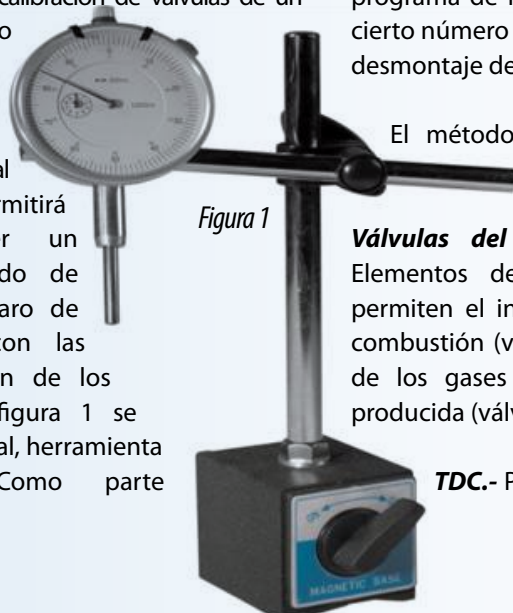 calibración de válvulas de un
o
al
rmitirá
er un
do de
aro de
con las
n de los
figura 1 se
al, herramienta
Como parte
Figura 1
programa de
cierto número
desmontaje de
El método
Válvulas del
Elementos de
permiten el in
combustión (v
de los gases
producida (válv
TDC.- P
MAGNETIC BASE